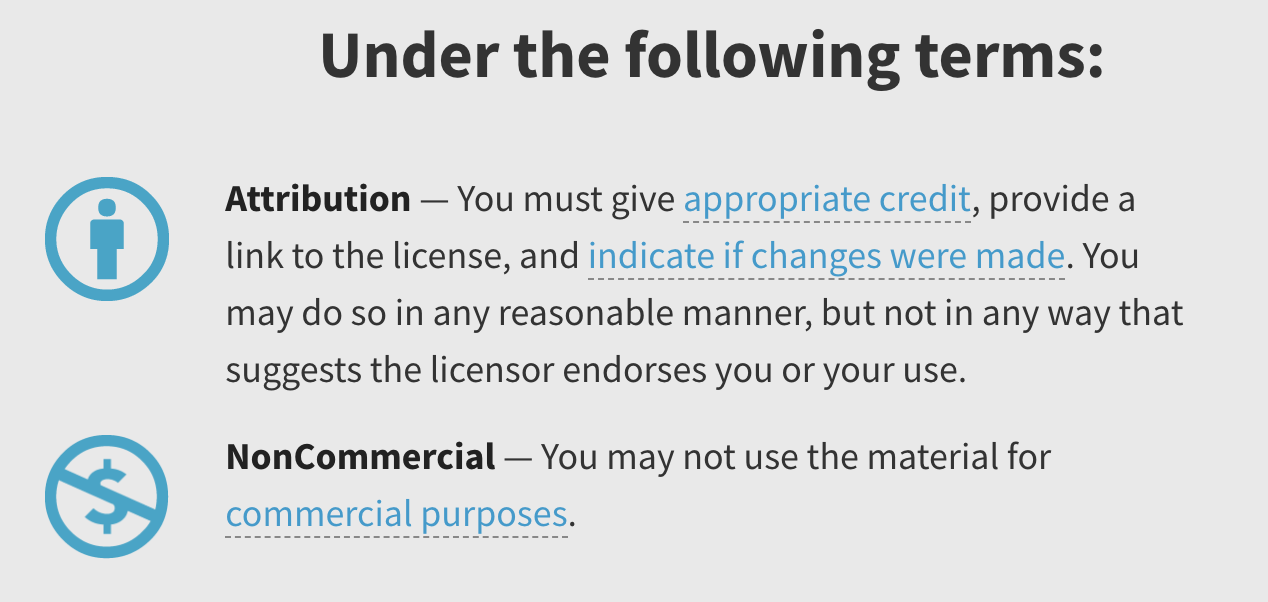 Under the following terms:
Attribution — You must give appropriate credit, provide a
link to the license, and indicate if changes were made. You
may do so in any reasonable manner, but not in any way that
suggests the licensor endorses you or your use.
NonCommercial — You may not use the material for
commercial purposes.